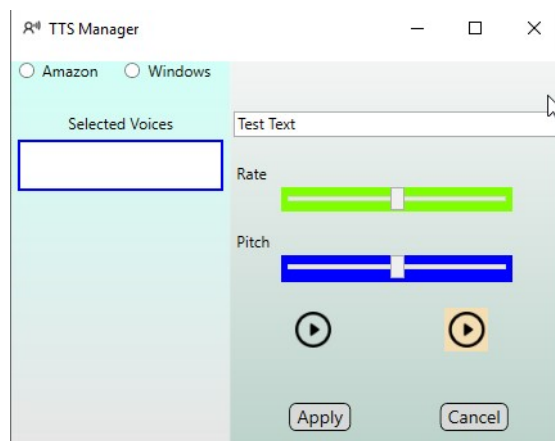 TTS Manager
Amazon Windows
Selected Voices
Test Text
Rate
Pitch
Apply Cancel